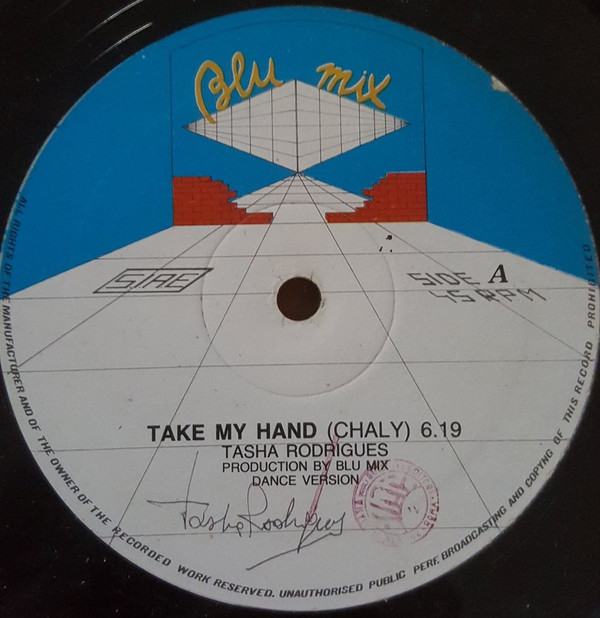 Blu mix
SIAE
SIDE A
45 RPM
TAKE MY HAND (CHALY) 6.19
TASHA RODRIGUES
PRODUCTION BY BLU MIX
DANCE VERSION
Tasha Rodrigues
ALL RIGHTS OF THE MANUFACTURER AND OF THE OWNER OF THE RECORDED WORK RESERVED. UNAUTHORISED PUBLIC PERF. BROADCASTING AND COPYNG OF THIS RECORD PROHIBITED